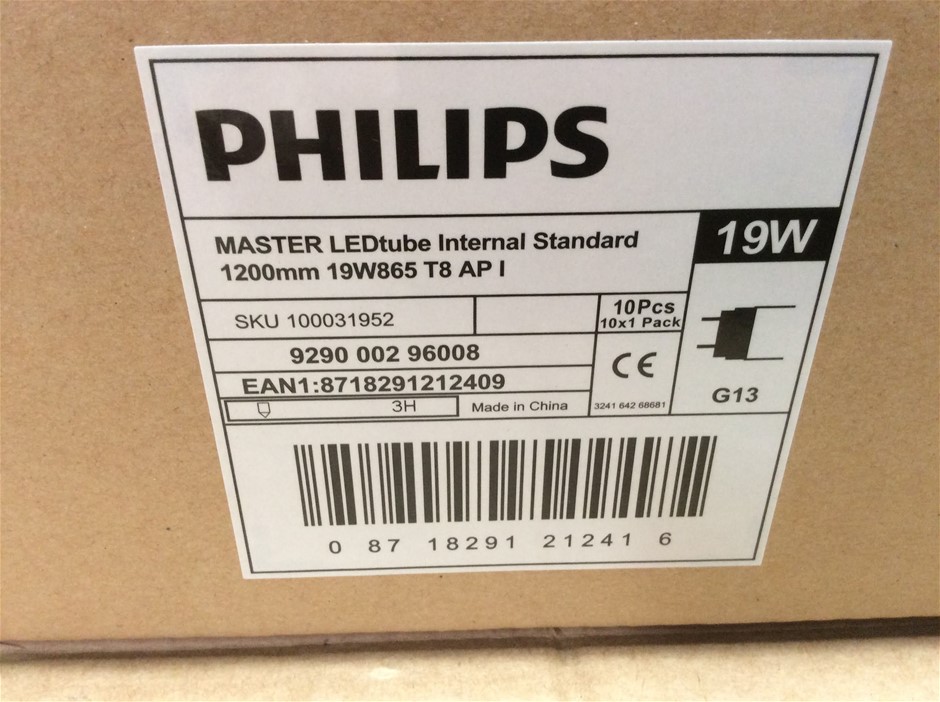 PHILIPS
MASTER LEDtube Internal Standard
1200mm 19W865 T8 AP I
19W
SKU 100031952
10Pcs
10x1 Pack
9290 002 96008
EAN1:8718291212409
CE
3H
Made in China
3241 642 68681
G13
0 87 18291 21241 6